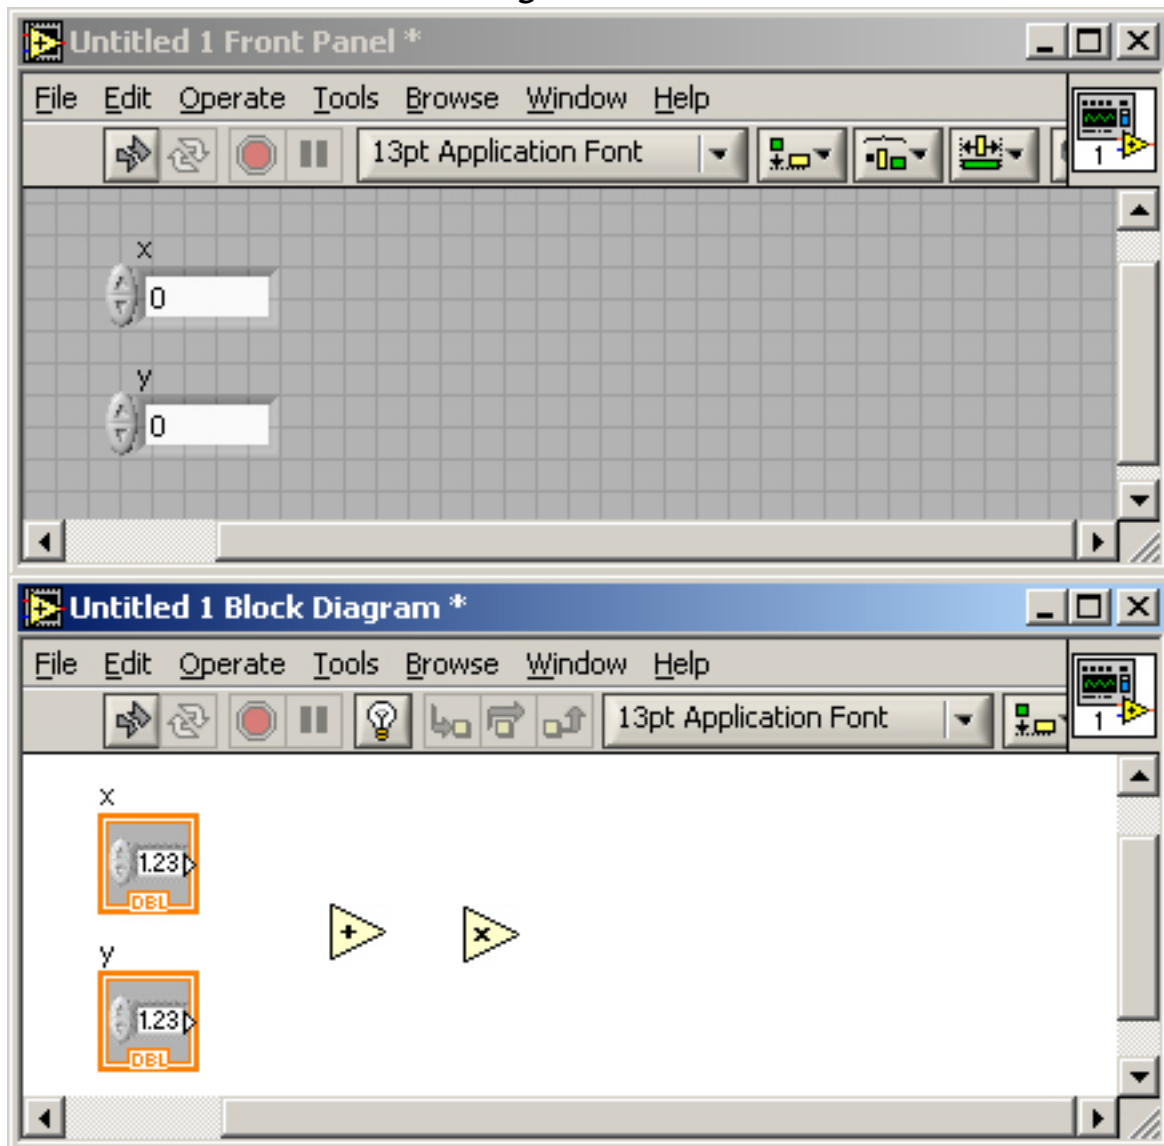 Untitled 1 Front Panel *
File Edit Operate Tools Browse Window Help
13pt Application Font
1
x
0
y
0
Untitled 1 Block Diagram *
File Edit Operate Tools Browse Window Help
13pt Application Font
1
x
1.23
DBL
+ x
y
1.23
DBL